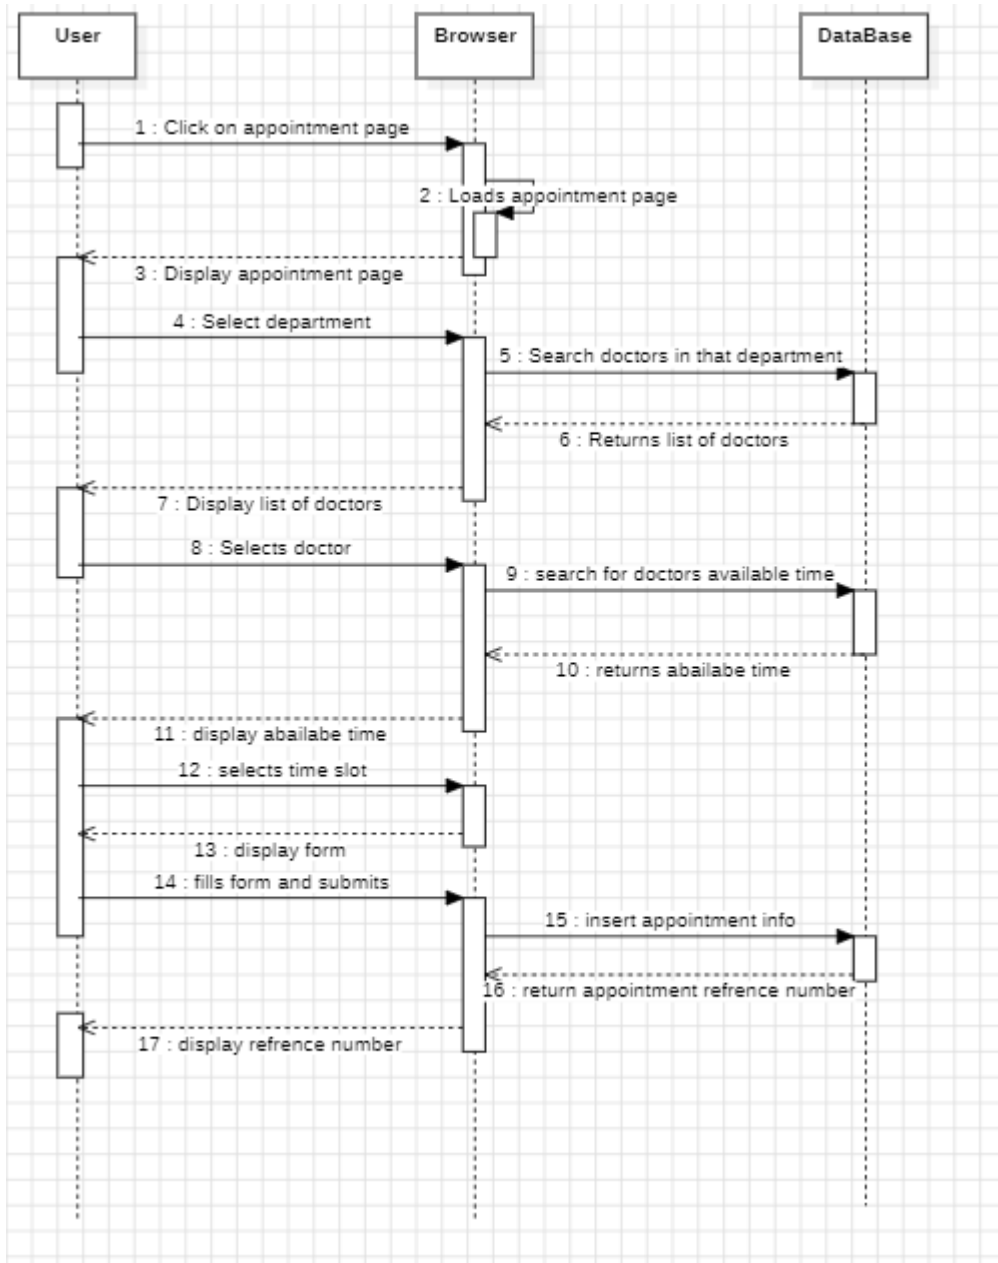 User
Browser
DataBase
1 : Click on appointment page
2 : Loads appointment page
3 : Display appointment page
4 : Select department
5 : Search doctors in that department
6 : Returns list of doctors
7 : Display list of doctors
8 : Selects doctor
9 : search for doctors available time
10 : returns abailabe time
11 : display abailabe time
12 : selects time slot
13 : display form
14 : fills form and submits
15 : insert appointment info
16 : return appointment refrence number
17 : display refrence number